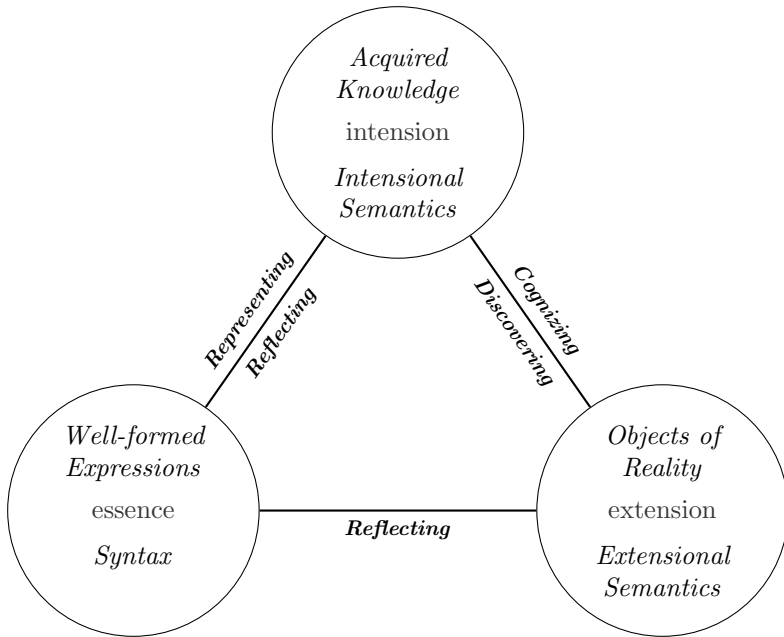 Acquired
Knowledge
intension
Intensional
Semantics
Representing
Reflecting
Cognizing
Discovering
Well-formed
Expressions
essence
Syntax
Reflecting
Objects of
Reality
extension
Extensional
Semantics